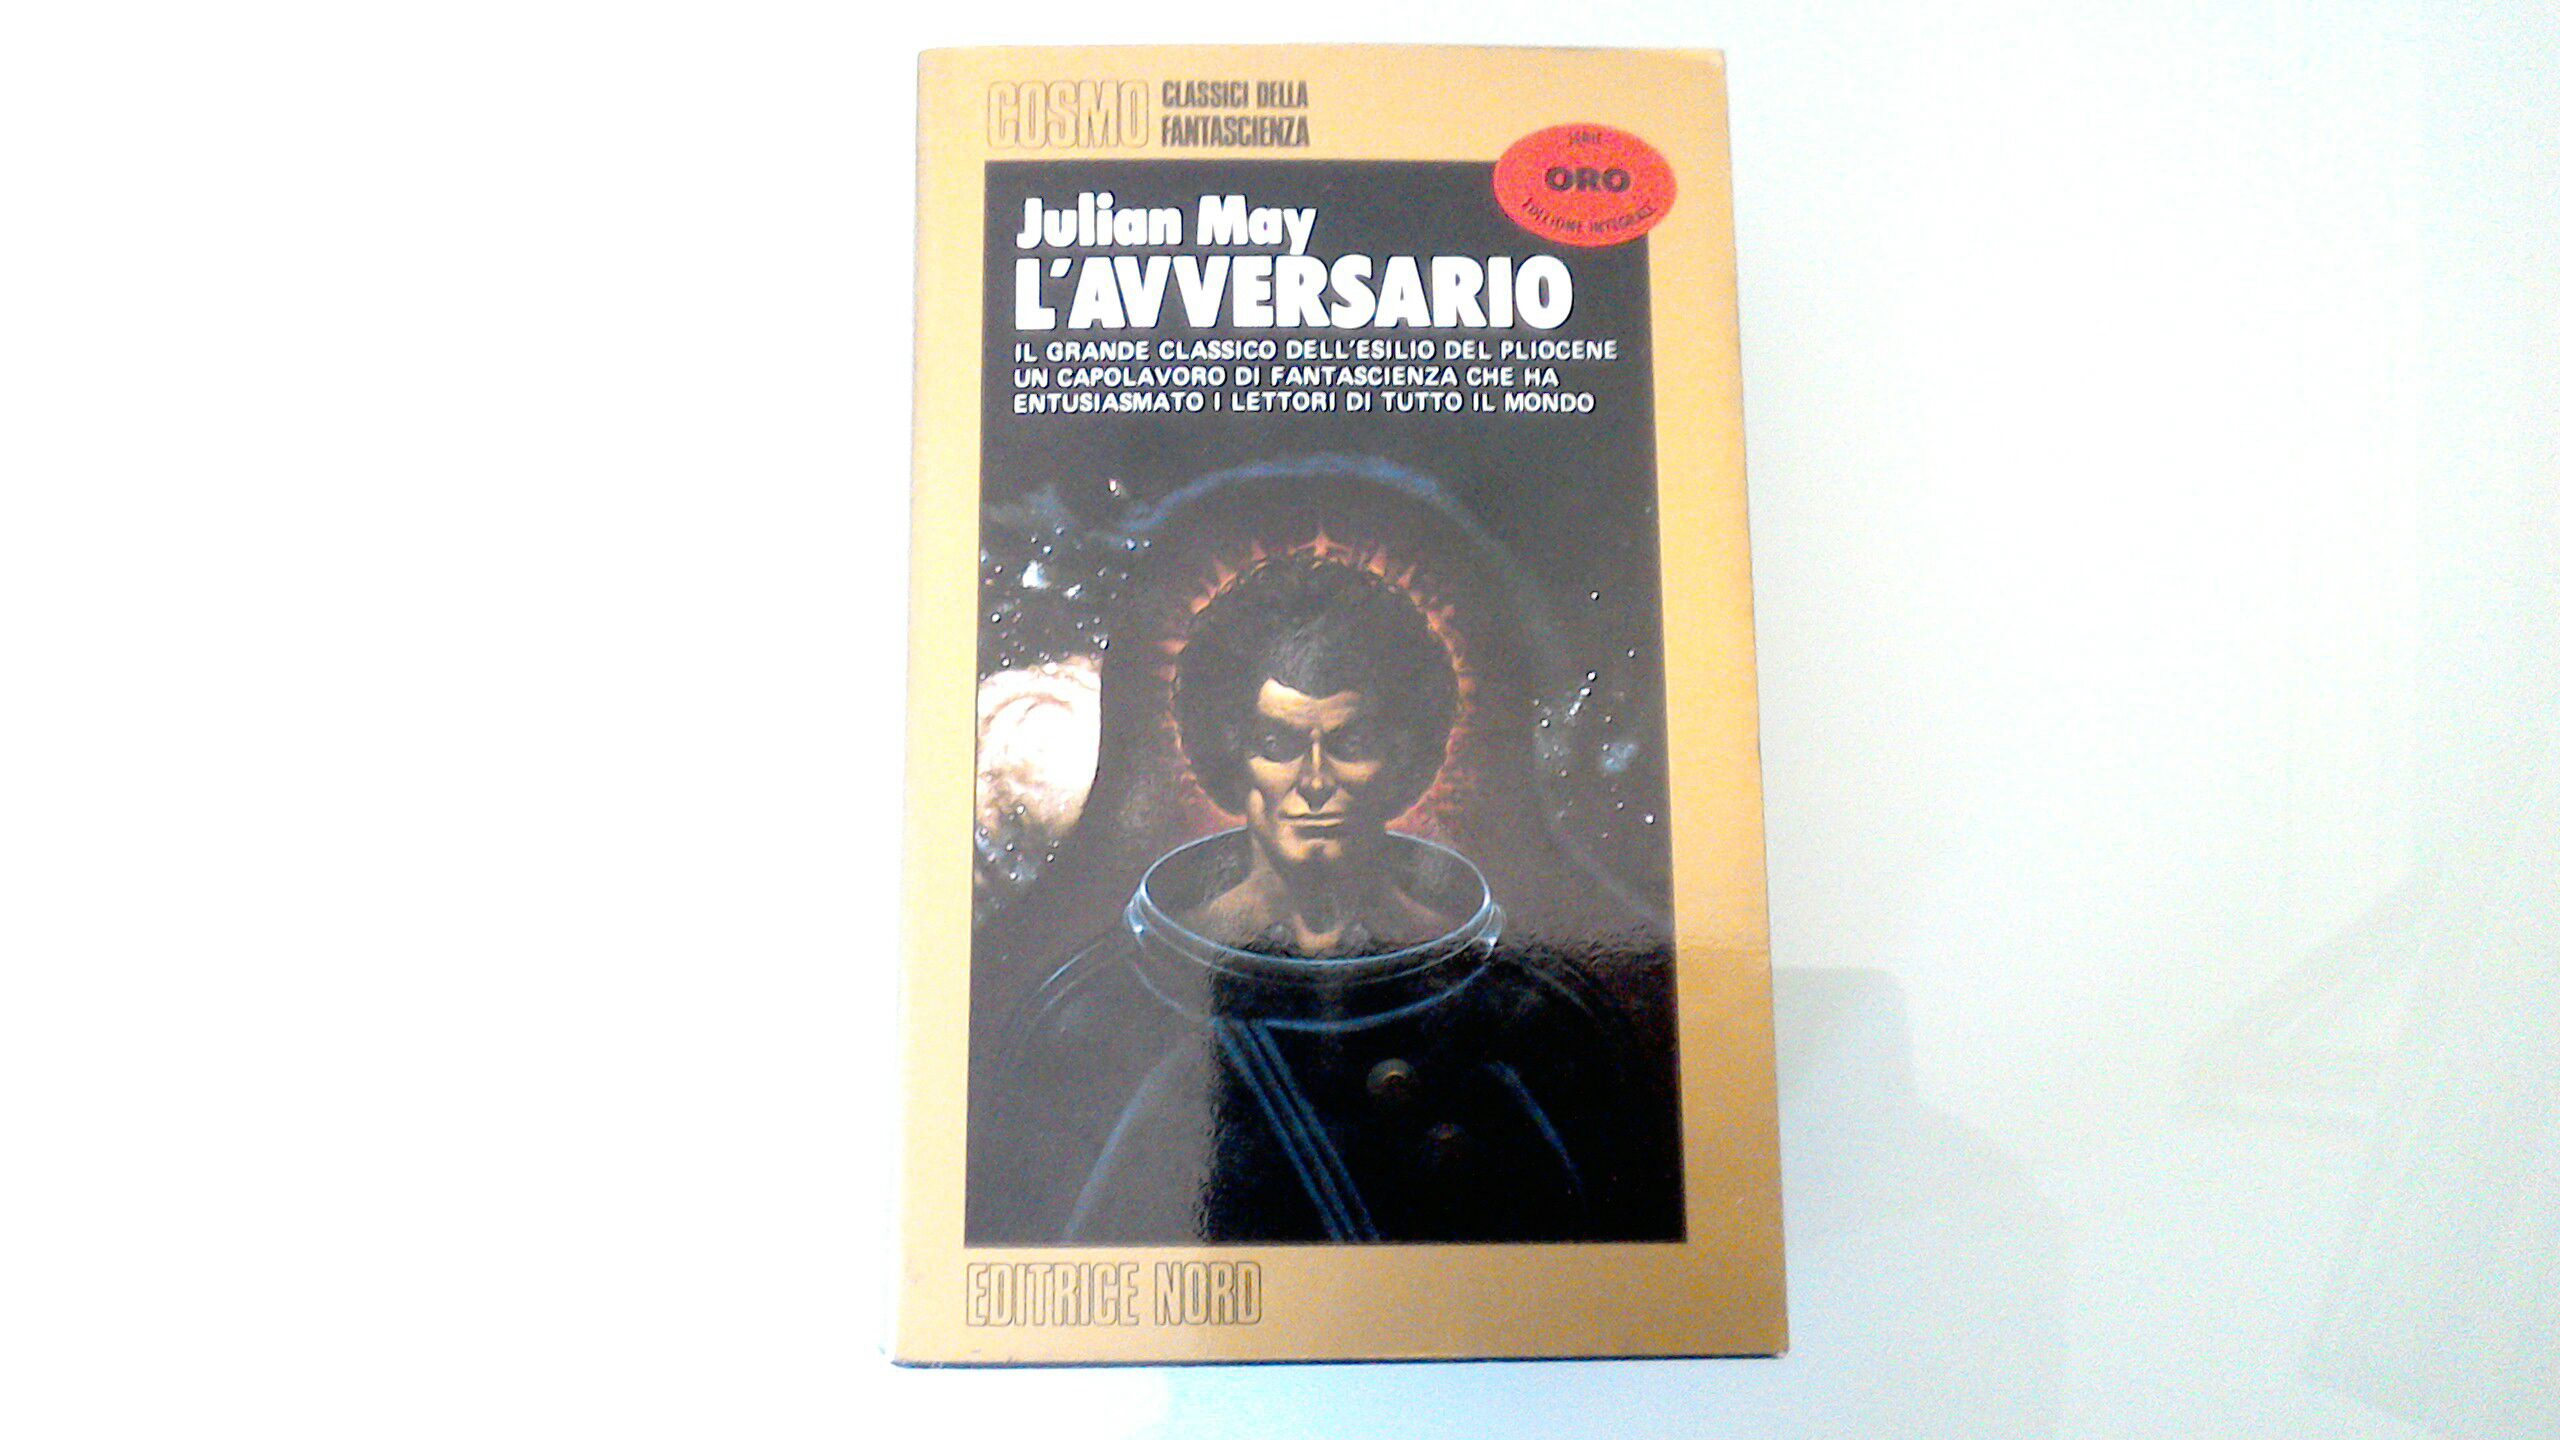 COSMO CLASSICI DELLA
FANTASCIENZA
SERIE
ORO
EDIZIONE INTEGRALE
Julian May
L'AVVERSARIO
IL GRANDE CLASSICO DELL'ESILIO DEL PLIOCENE
UN CAPOLAVORO DI FANTASCIENZA CHE HA
ENTUSIASMATO I LETTORI DI TUTTO IL MONDO
EDITRICE NORD